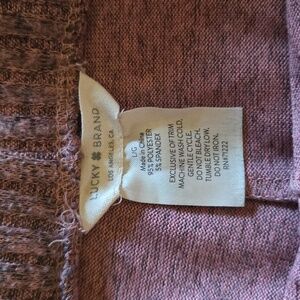 LUCKY BRAND
LOS ANGELES, CA
L/G
Made in China
95% POLYESTER
5% SPANDEX
EXCLUSIVE OF TRIM
MACHINE WASH COLD,
GENTLE CYCLE.
DO NOT BLEACH.
TUMBLE DRY LOW.
DO NOT IRON.
RN#71222